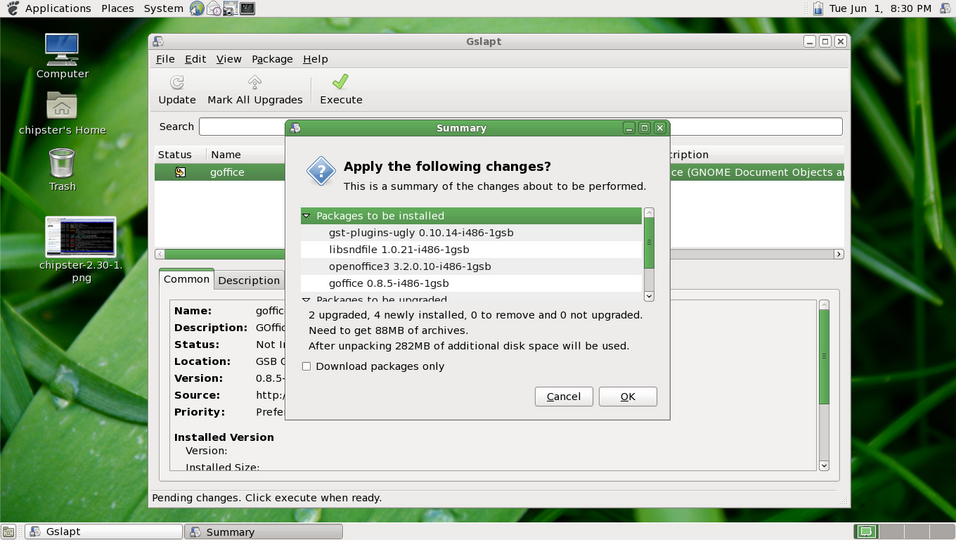 Applications Places System
Tue Jun 1, 8:30 PM
Computer
chipster's Home
Trash
chipster-2.30-1.
png
Gslapt
File Edit View Package Help
Update Mark All Upgrades Execute
Search
Status Name
goffice
ce (GNOME Document Objects a
Summary
Apply the following changes?
This is a summary of the changes about to be performed.
Packages to be installed
gst-plugins-ugly 0.10.14-i486-1gsb
libsndfile 1.0.21-i486-1gsb
openoffice3 3.2.0.10-i486-1gsb
goffice 0.8.5-i486-1gsb
Packages to be upgraded
2 upgraded, 4 newly installed, 0 to remove and 0 not upgraded.
Need to get 88MB of archives.
After unpacking 282MB of additional disk space will be used.
Download packages only
Cancel OK
Common Description
Name: goffic
Description: GOffic
Status: Not In
Location: GSB G
Version: 0.8.5-
Source: http:/
Priority: Prefer
Installed Version
Version:
Installed Size:
Pending changes. Click execute when ready.
Gslapt Summary